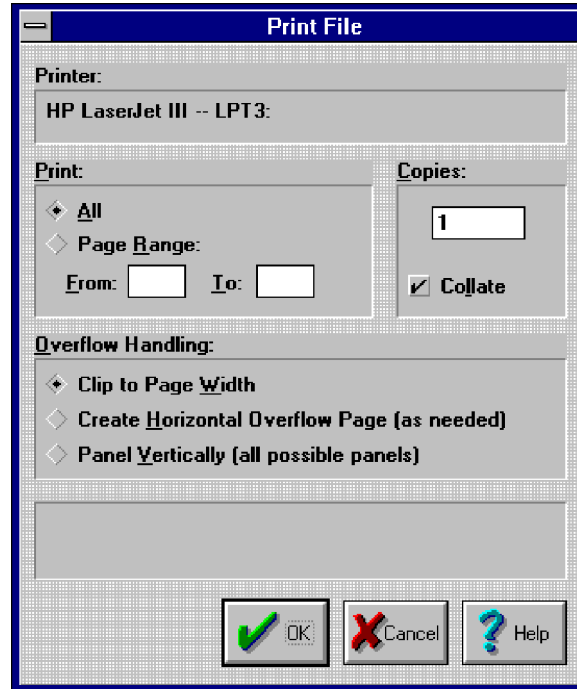 Print File
Printer:
HP LaserJet III -- LPT3:
Print:
All
Page Range:
From: To:
Copies:
1
Collate
Overflow Handling:
Clip to Page Width
Create Horizontal Overflow Page (as needed)
Panel Vertically (all possible panels)
OK Cancel Help